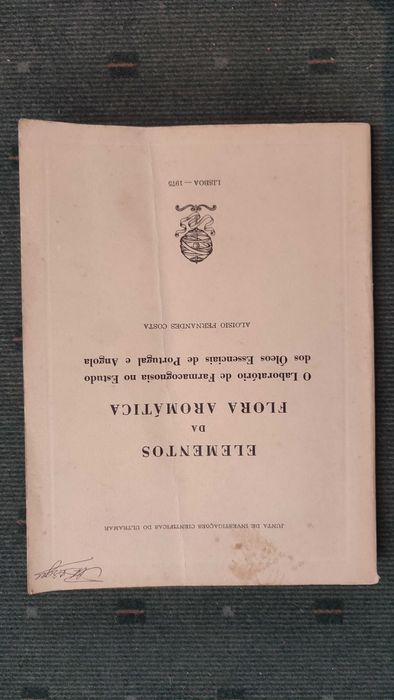 JUNTA DE INVESTIGAÇÕES CIENTÍFICAS DO ULTRAMAR
ELEMENTOS
DA
FLORA AROMÁTICA
O Laboratório de Farmacognosia no Estudo
dos Óleos Essenciais de Portugal e Angola
ALOISIO FERNANDES COSTA
LISBOA — 1975